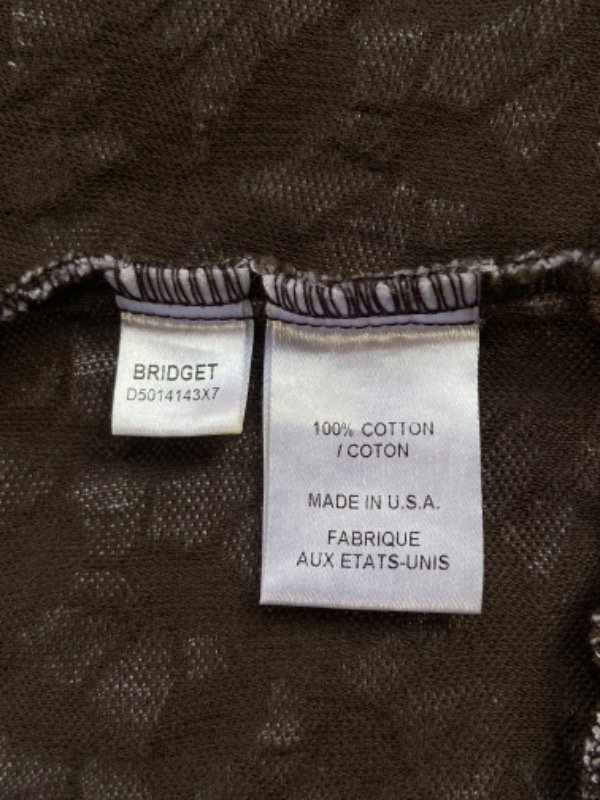 BRIDGET
D5014143X7
100% COTTON
/ COTON
MADE IN U.S.A.
FABRIQUE
AUX ETATS-UNIS